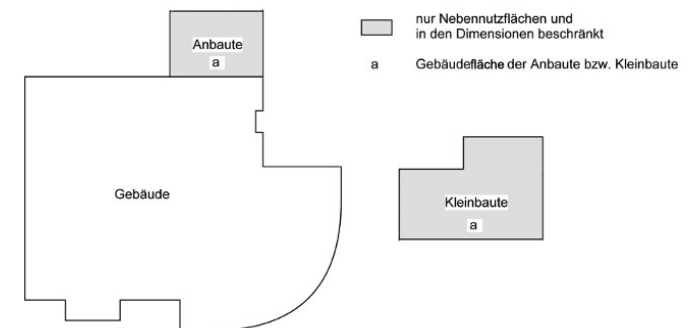 Anbaute
a
nur Nebennutzflächen und
in den Dimensionen beschränkt
a Gebäudefläche der Anbaute bzw. Kleinbaute
Gebäude
Kleinbaute
a